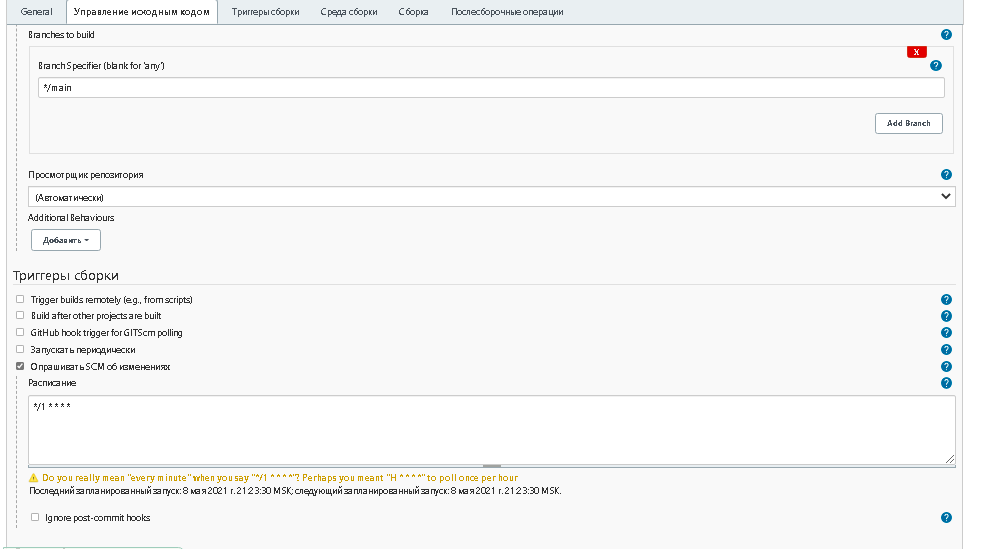 General Управление исходным кодом Триггеры сборки Среда сборки Сборка Послесборочные операции
Branches to build
X
Branch Specifier (blank for 'any')
*/main
Add Branch
Просмотрщик репозитория
(Автоматически)
Additional Behaviours
Добавить
Триггеры сборки
Trigger builds remotely (e.g., from scripts)
Build after other projects are built
GitHub hook trigger for GITScm polling
Запускать периодически
Опрашивать SCM об изменениях
Расписание
*/1 * * * *
Do you really mean "every minute" when you say "*/1 * * * *"? Perhaps you meant "H * * * *" to poll once per hour
Последний запланированный запуск: 8 мая 2021 г. 21:23:30 MSK; следующий запланированный запуск: 8 мая 2021 г. 21:23:30 MSK.
Ignore post-commit hooks